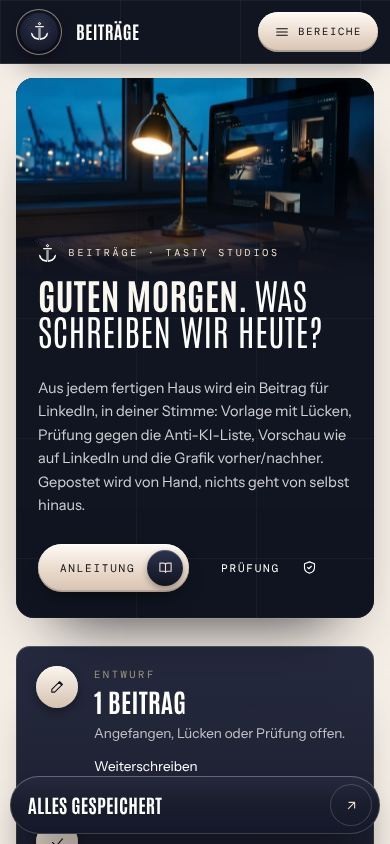 BEITRÄGE
BEREICHE
BEITRÄGE · TASTY STUDIOS
GUTEN MORGEN. WAS
SCHREIBEN WIR HEUTE?
Aus jedem fertigen Haus wird ein Beitrag für
LinkedIn, in deiner Stimme: Vorlage mit Lücken,
Prüfung gegen die Anti-KI-Liste, Vorschau wie
auf LinkedIn und die Grafik vorher/nachher.
Gepostet wird von Hand, nichts geht von selbst
hinaus.
ANLEITUNG
PRÜFUNG
ENTWURF
1 BEITRAG
Angefangen, Lücken oder Prüfung offen.
Weiterschreiben
ALLES GESPEICHERT